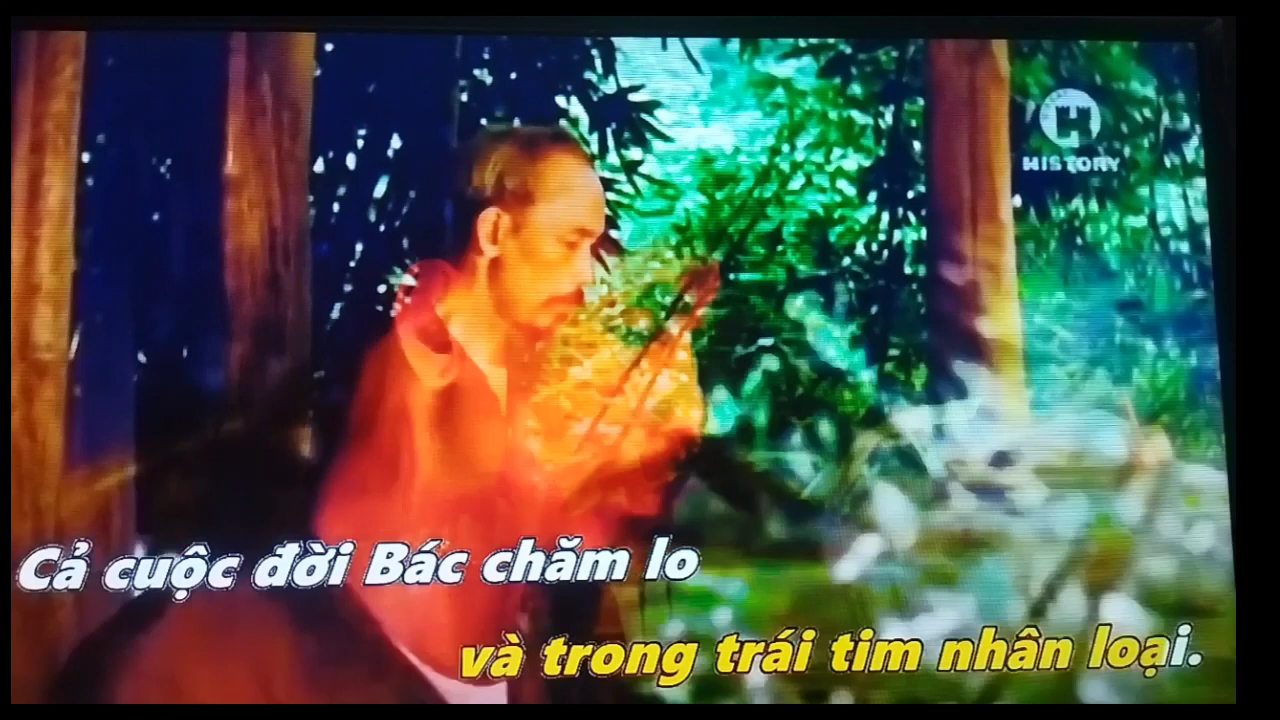 H
HISTORY
Cả cuộc đời Bác chăm lo
và trong trái tim nhân loại.